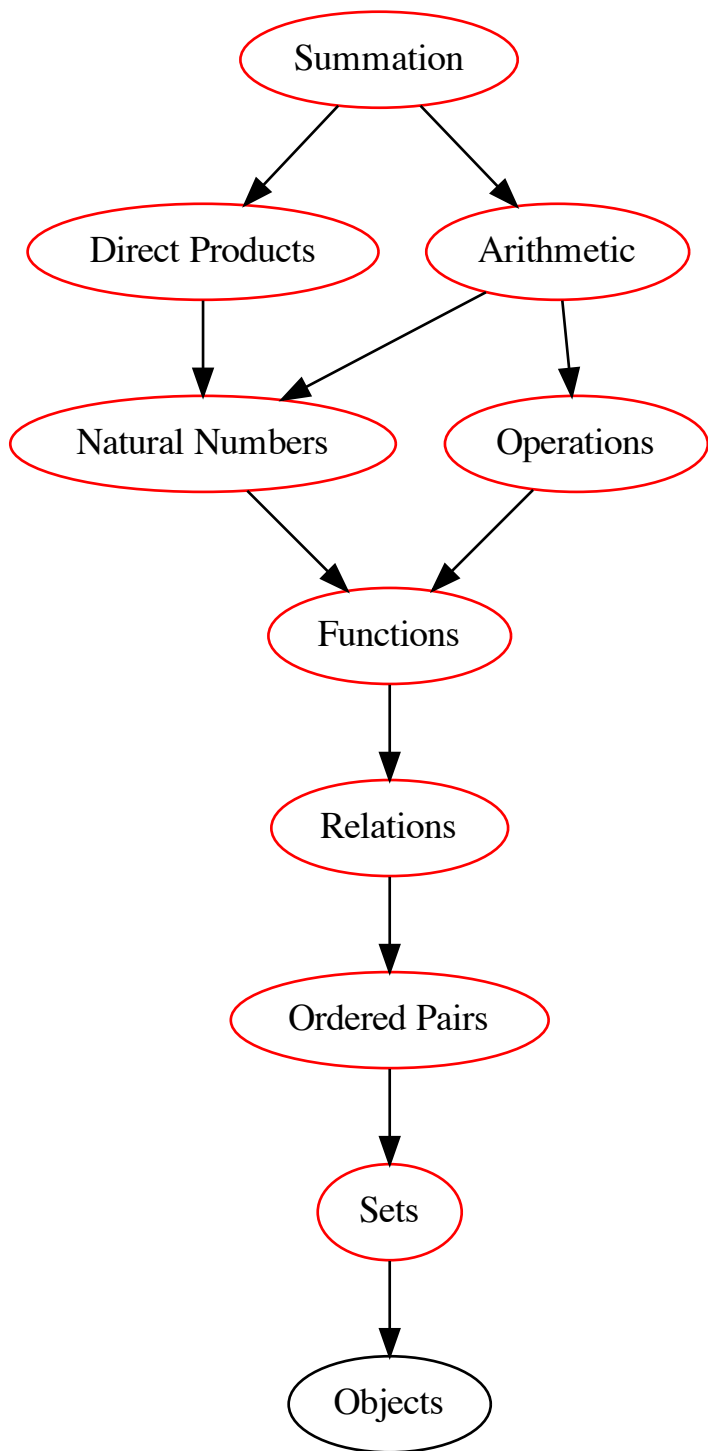 Summation
Direct Products
Arithmetic
Natural Numbers
Operations
Functions
Relations
Ordered Pairs
Sets
Objects